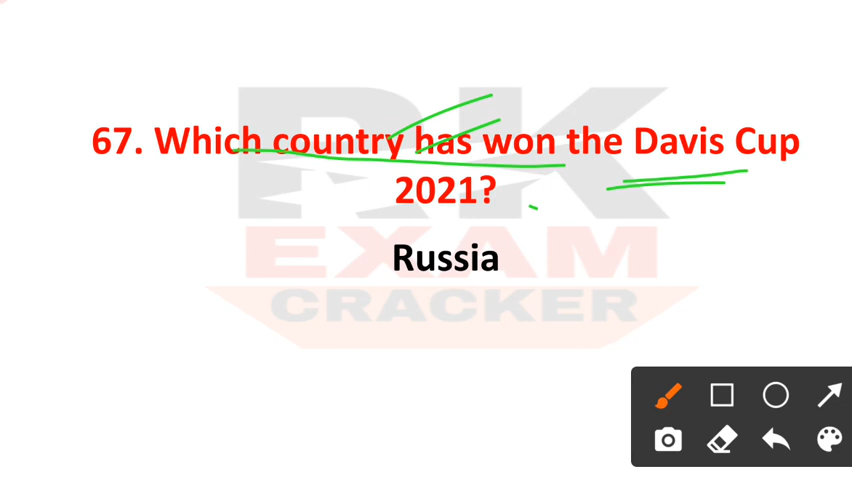 67. Which country has won the Davis Cup
2021?
Russia
RK
EXAM
CRACKER